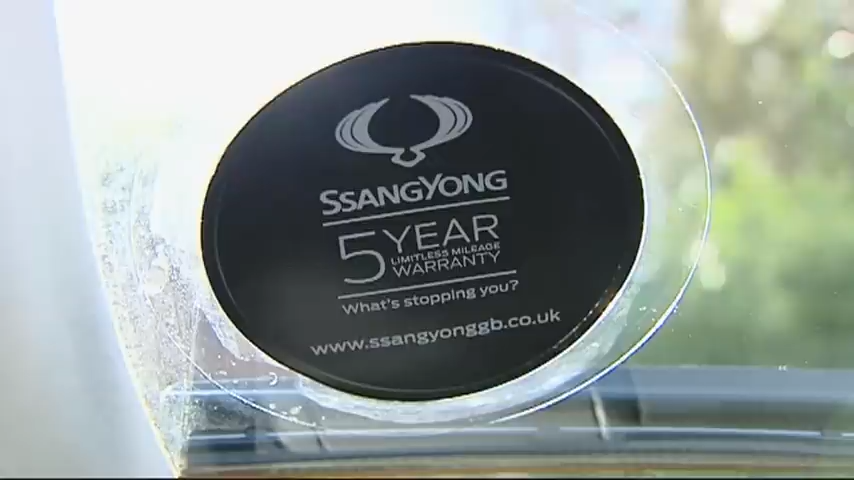 SSANGYONG
5 YEAR
LIMITLESS MILEAGE
WARRANTY
What's stopping you?
www.ssangyonggb.co.uk